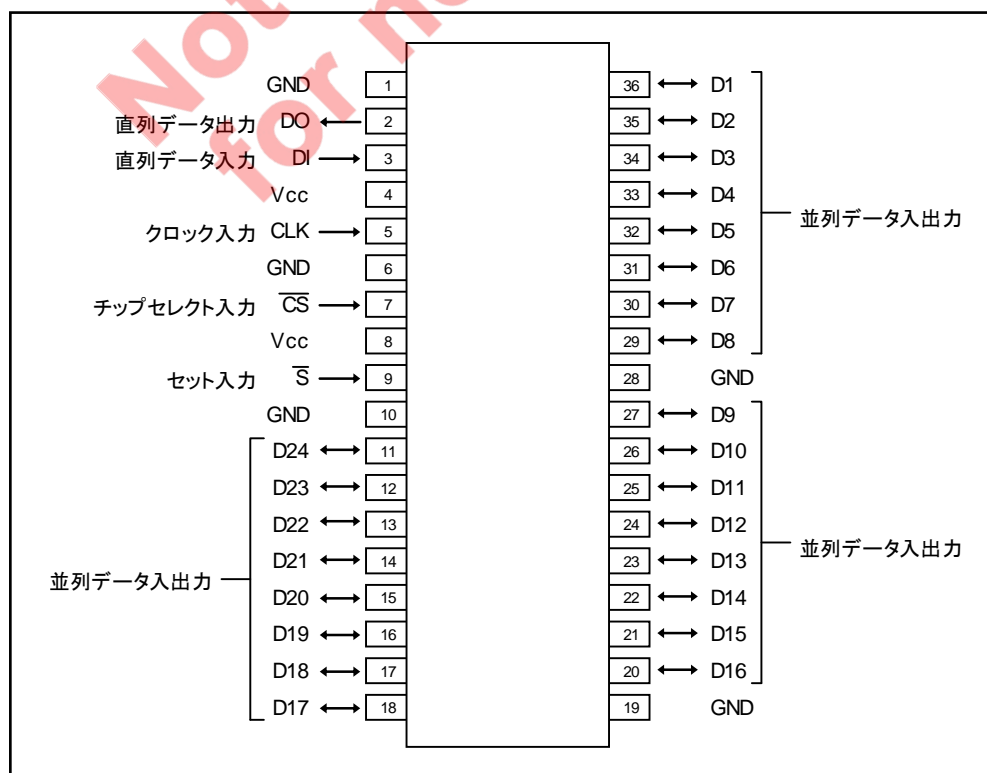 Not
for n
GND 1
直列データ出力 DO 2
直列データ入力 DI 3
Vcc 4
クロック入力 CLK 5
GND 6
チップセレクト入力 CS 7
Vcc 8
セット入力 S 9
GND 10
D24 11
D23 12
D22 13
D21 14
D20 15
D19 16
D18 17
D17 18
並列データ入出力
36 D1
35 D2
34 D3
33 D4
32 D5
31 D6
30 D7
29 D8
並列データ入出力
28 GND
27 D9
26 D10
25 D11
24 D12
23 D13
22 D14
21 D15
20 D16
並列データ入出力
19 GND